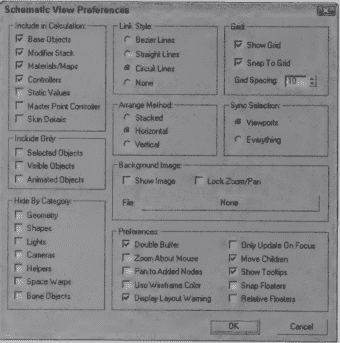 Schematic View Preferences
Include in Calculation:
Base Objects
Modifier Stack
Materials/Maps
Controllers
Static Values
Master Point Controller
Skin Details
Include Only:
Selected Objects
Visible Objects
Animated Objects
Hide By Category:
Geometry
Shapes
Lights
Cameras
Helpers
Space Warps
Bone Objects
Link Style:
Bezier Lines
Straight Lines
Circuit Lines
None
Arrange Method:
Stacked
Horizontal
Vertical
Grid:
Show Grid
Snap To Grid
Grid Spacing: 10
Sync Selection:
Viewports
Everything
Background Image:
Show Image
Lock Zoom/Pan
File:
None
Preferences:
Double Buffer
Zoom About Mouse
Pan to Added Nodes
Use Wireframe Color
Display Layout Warning
Only Update On Focus
Move Children
Show Tooltips
Snap Floaters
Relative Floaters
OK
Cancel